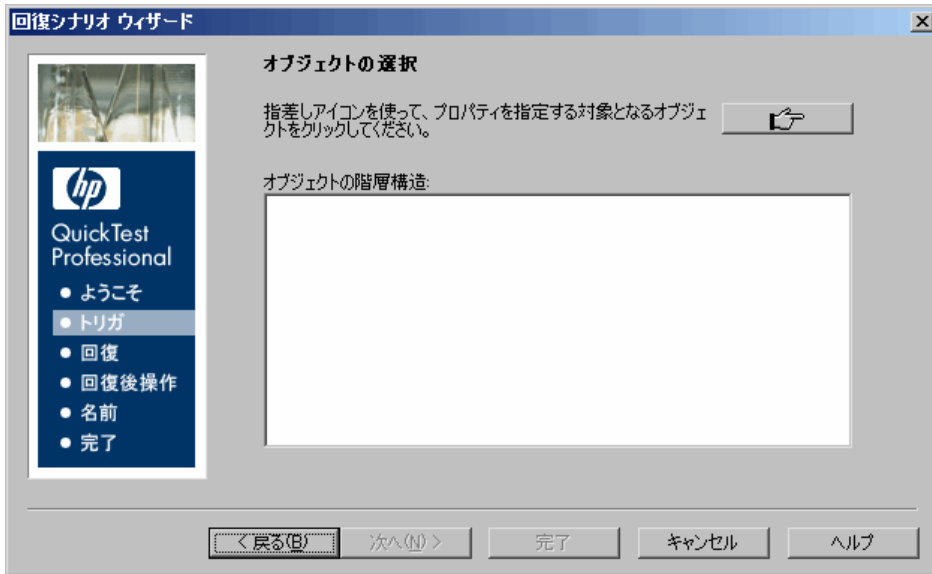 回復シナリオ ウィザード
オブジェクトの選択
指差しアイコンを使って、プロパティを指定する対象となるオブジェ
クトをクリックしてください。
オブジェクトの階層構造:
hp
QuickTest
Professional
ようこそ
トリガ
回復
回復後操作
名前
完了
< 戻る(B)
次へ(N) >
完了
キャンセル
ヘルプ